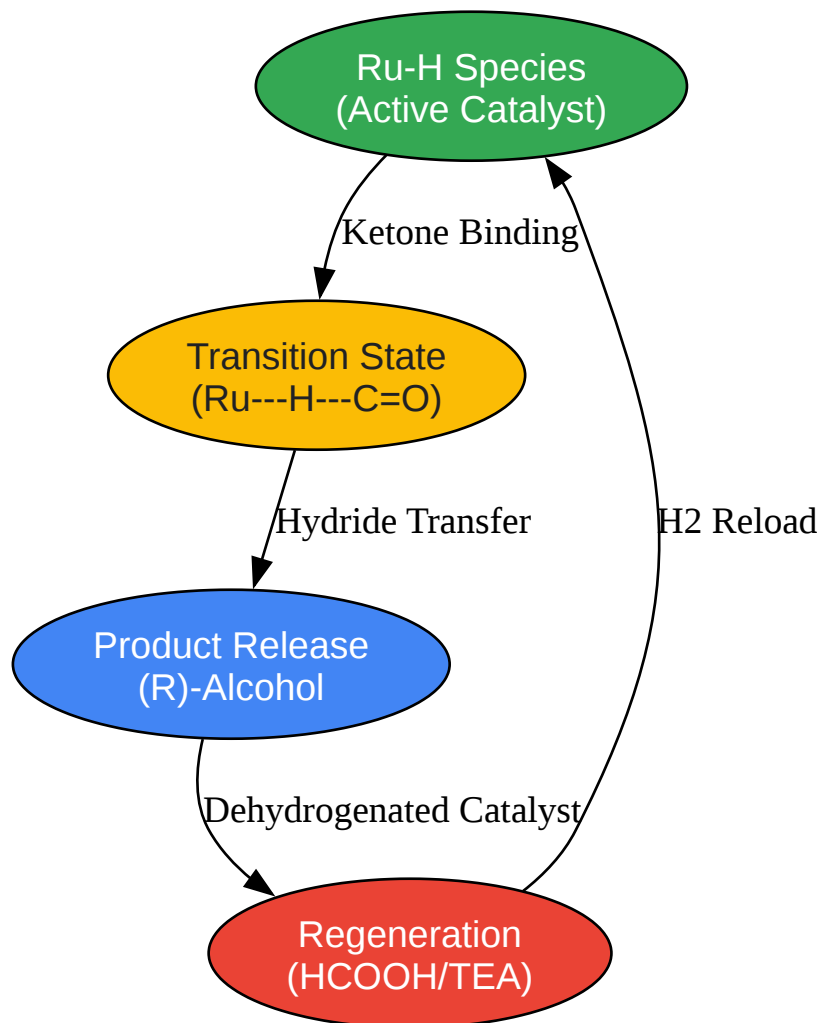 Ru-H Species
(Active Catalyst)
Ketone Binding
Transition State
(Ru---H---C=O)
Hydride Transfer
H2 Reload
Product Release
(R)-Alcohol
Dehydrogenated Catalyst
Regeneration
(HCOOH/TEA)